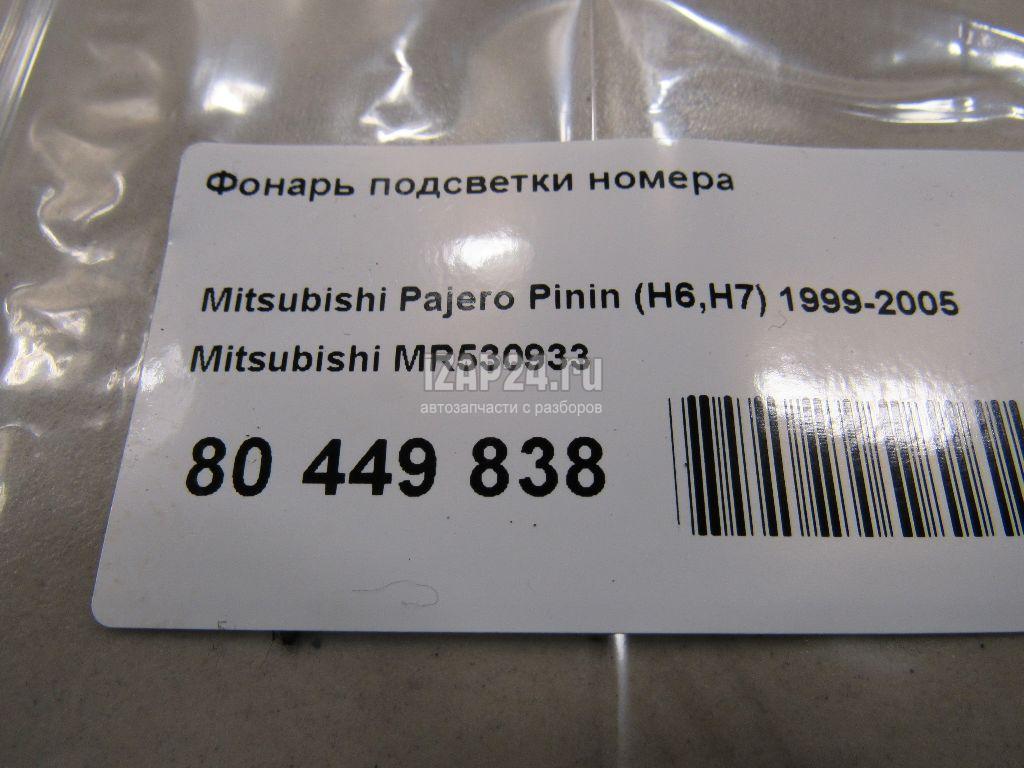 Фонарь подсветки номера
Mitsubishi Pajero Pinin (H6,H7) 1999-2005
Mitsubishi MR530933
IZAP24.ru
автозапчасти с разборов
80 449 838